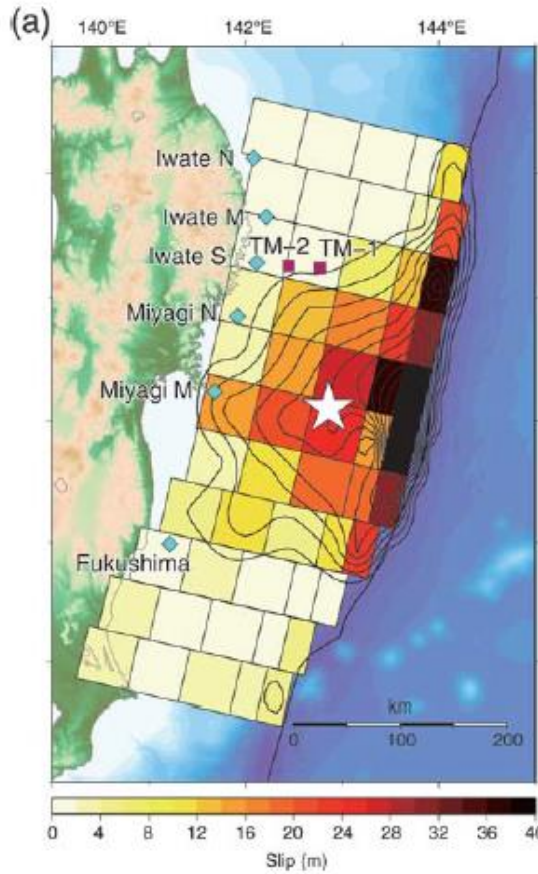 (a)
140°E 142°E 144°E
Iwate N
Iwate M
Iwate S
TM-2 TM-1
Miyagi N
Miyagi M
Fukushima
km
0 100 200
0 4 8 12 16 20 24 28 32 36 40
Slip (m)